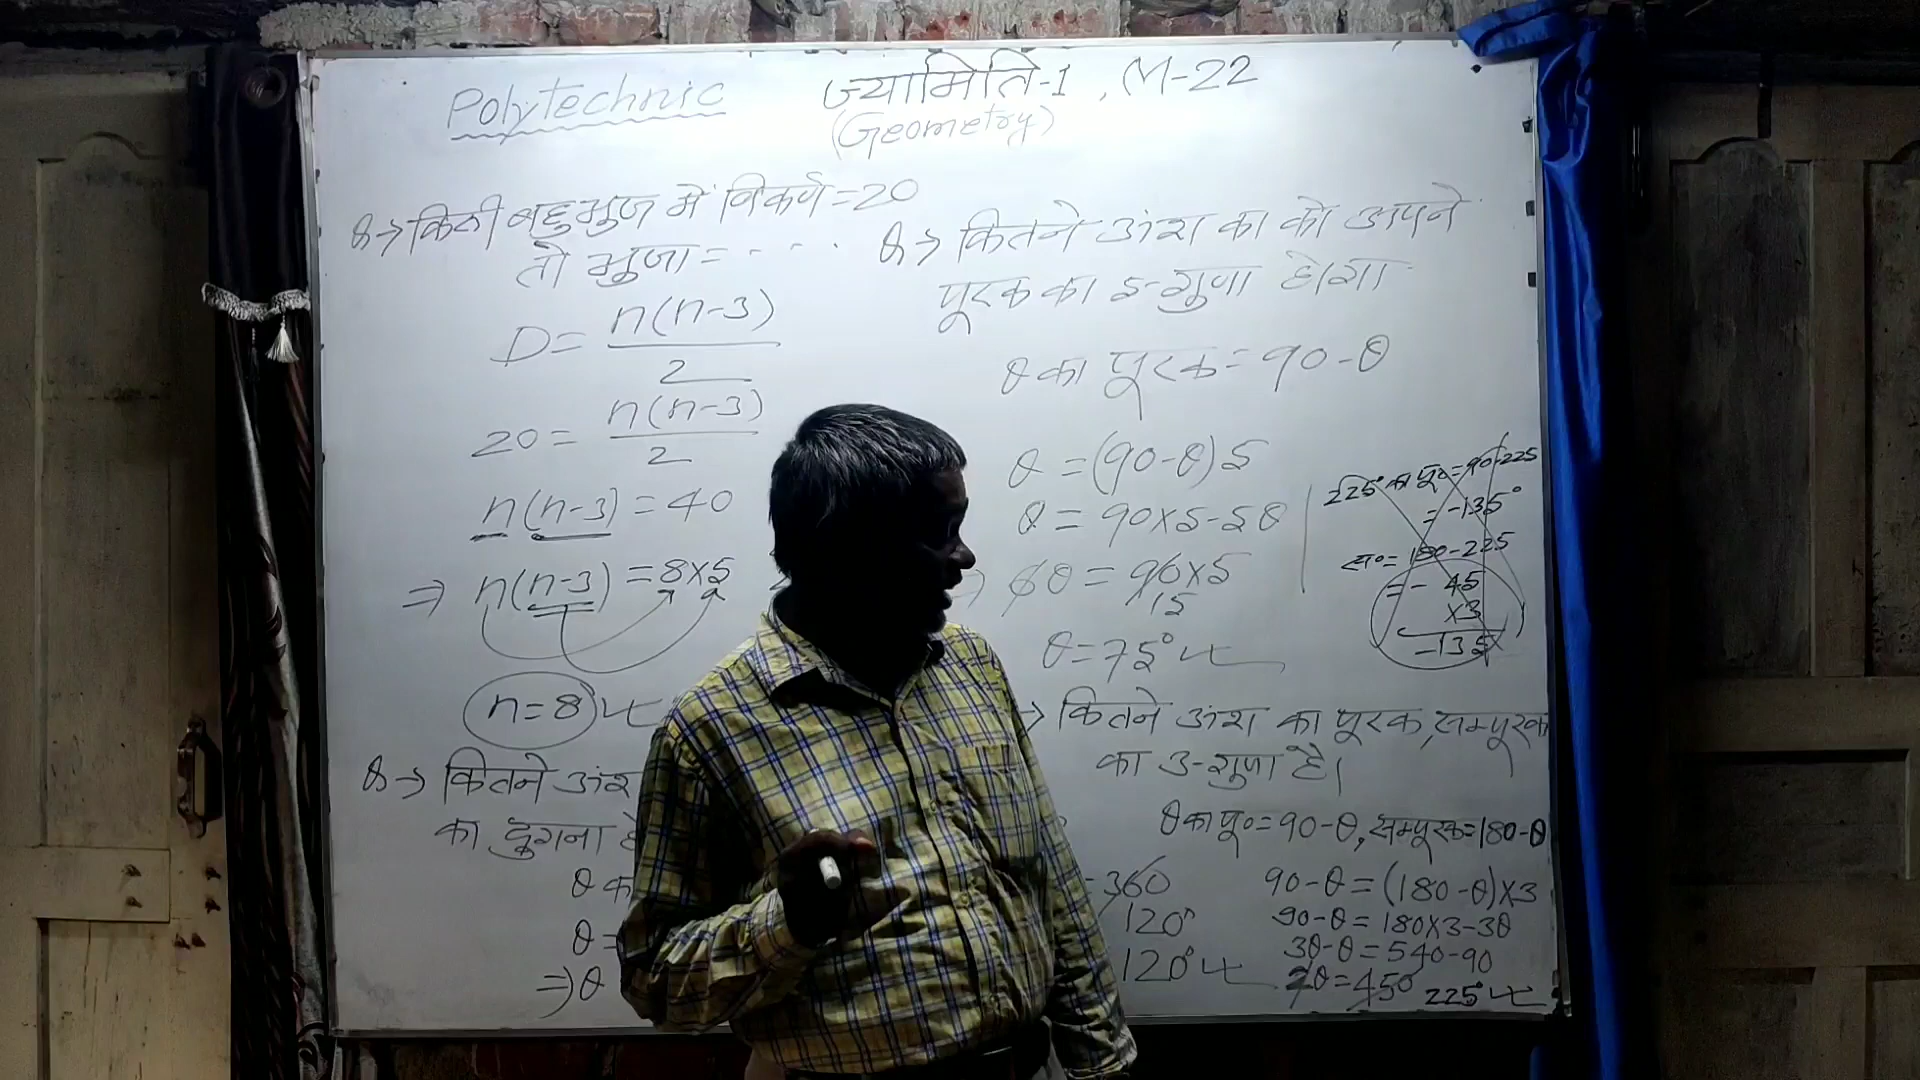 Polytechnic
ज्यामिति-1, M-22
(Geometry)
Q→ किसी बहुभुज में विकर्ण=20
तो भुजा= - - - .
D= n(n-3)/2
20= n(n-3)/2
n(n-3)=40
⇒ n(n-3)=8x5
n=8
Q→ कितने अंश
का दुगना
θ का
θ=
⇒θ
360
120°
120°
Q→ कितने अंश का को अपने
पूरक का 5-गुणा होगा
θ का पूरक=90-θ
θ=(90-θ)5
θ=90x5-5θ
6θ=90x5
15
θ=75°
225° का पू०=90-225
=-135°
स०=180-225
=-45
x3
-135
→ कितने अंश का पूरक, सम्पूरक
का 3-गुणा है।
θ का पू०=90-θ, सम्पूरक=180-θ
90-θ=(180-θ)x3
90-θ=180x3-3θ
3θ-θ=540-90
2θ=450 225°